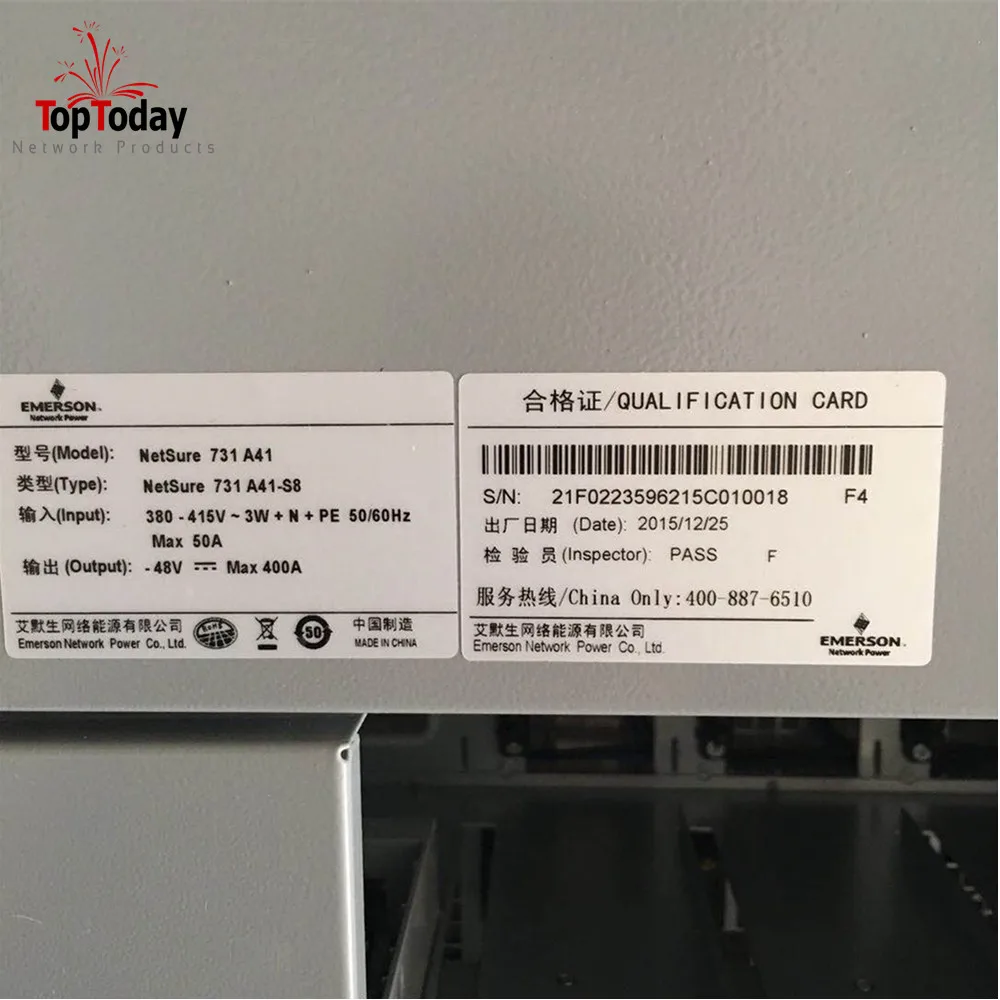 TopToday
Network Products
EMERSON
Network Power
型号(Model): NetSure 731 A41
类型(Type): NetSure 731 A41-S8
输入(Input): 380 - 415V ~ 3W + N + PE 50/60Hz
Max 50A
输出 (Output): - 48V ⎓ Max 400A
艾默生网络能源有限公司
Emerson Network Power Co., Ltd.
RoHS
50
中国制造
MADE IN CHINA
合格证/QUALIFICATION CARD
S/N: 21F0223596215C010018 F4
出厂日期 (Date): 2015/12/25
检 验 员 (Inspector): PASS F
服务热线/China Only:400-887-6510
艾默生网络能源有限公司
Emerson Network Power Co., Ltd.
EMERSON
Network Power